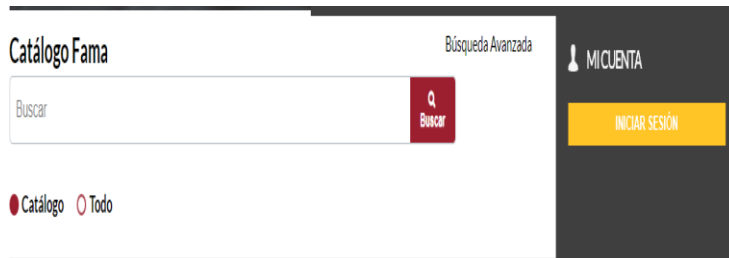 Catálogo Fama
Búsqueda Avanzada
Buscar
Buscar
Catálogo
Todo
MI CUENTA
INICIAR SESIÓN